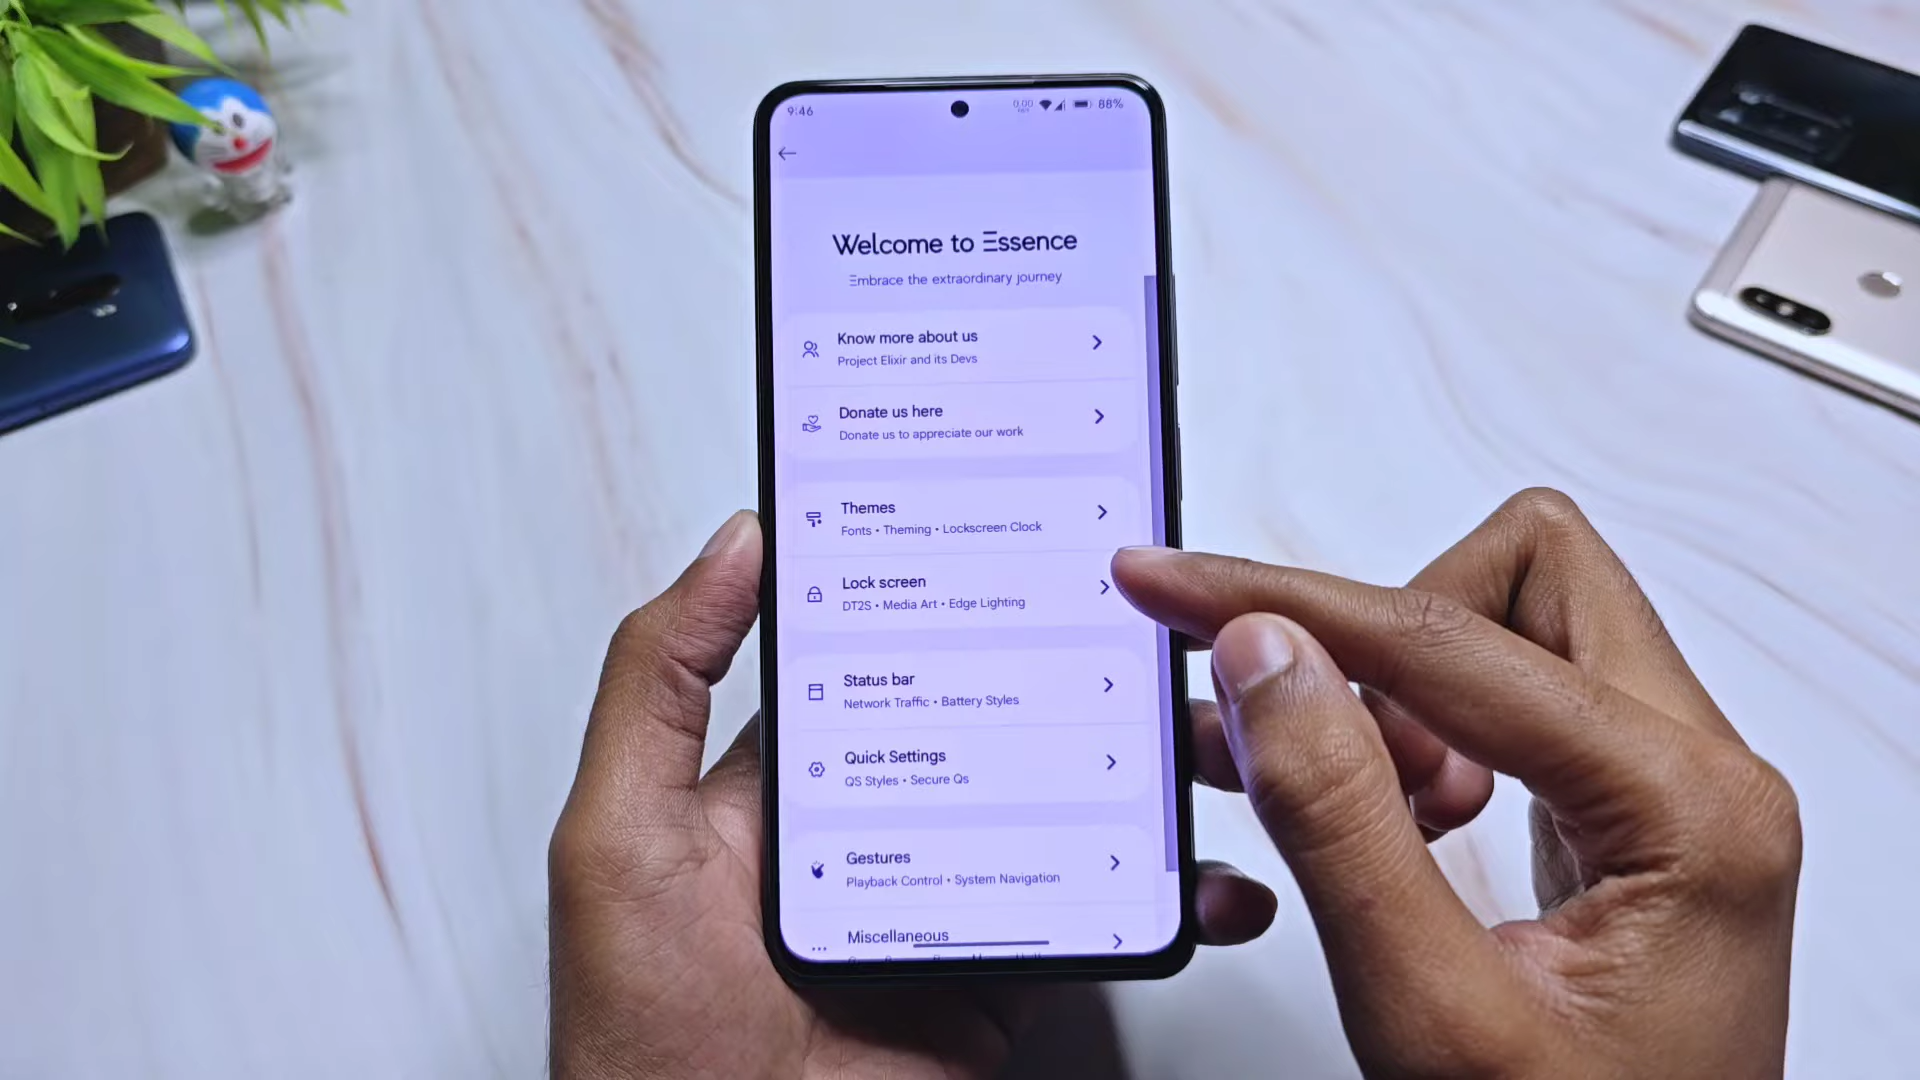 9:46
0.00
88%
Welcome to Essence
Embrace the extraordinary journey
Know more about us
Project Elixir and its Devs
Donate us here
Donate us to appreciate our work
Themes
Fonts • Theming • Lockscreen Clock
Lock screen
DT2S • Media Art • Edge Lighting
Status bar
Network Traffic • Battery Styles
Quick Settings
QS Styles • Secure Qs
Gestures
Playback Control • System Navigation
Miscellaneous